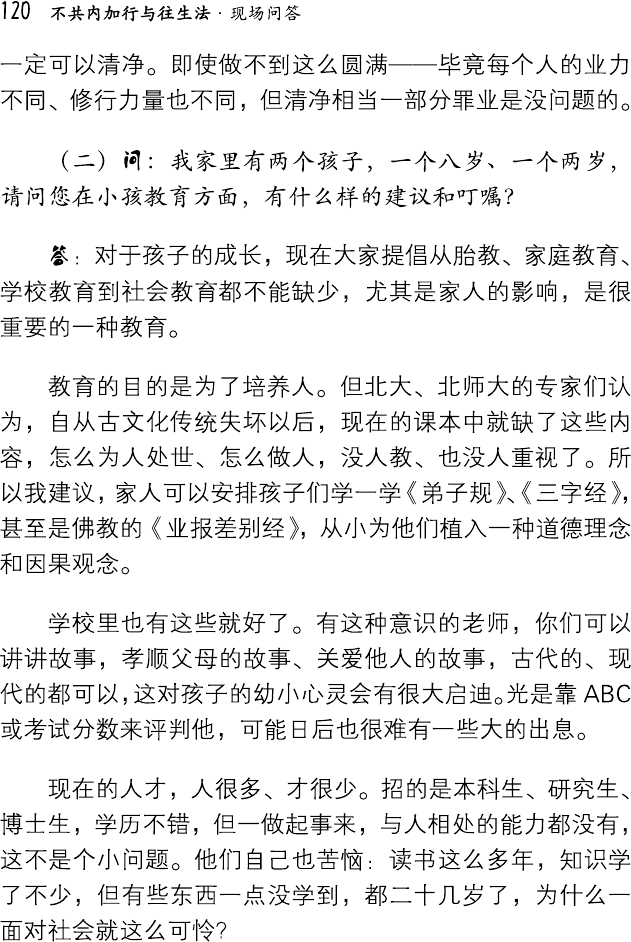 120 不共内加行与往生法·现场问答
一定可以清净。即使做不到这么圆满——毕竟每个人的业力
不同、修行力量也不同，但清净相当一部分罪业是没问题的。
（二）问：我家里有两个孩子，一个八岁、一个两岁，
请问您在小孩教育方面，有什么样的建议和叮嘱？
答：对于孩子的成长，现在大家提倡从胎教、家庭教育、
学校教育到社会教育都不能缺少，尤其是家人的影响，是很
重要的一种教育。
教育的目的是为了培养人。但北大、北师大的专家们认
为，自从古文化传统失坏以后，现在的课本中就缺了这些内
容，怎么为人处世、怎么做人，没人教、也没人重视了。所
以我建议，家人可以安排孩子们学一学《弟子规》、《三字经》，
甚至是佛教的《业报差别经》，从小为他们植入一种道德理念
和因果观念。
学校里也有这些就好了。有这种意识的老师，你们可以
讲讲故事，孝顺父母的故事、关爱他人的故事，古代的、现
代的都可以，这对孩子的幼小心灵会有很大启迪。光是靠 ABC
或考试分数来评判他，可能日后也很难有一些大的出息。
现在的人才，人很多、才很少。招的是本科生、研究生、
博士生，学历不错，但一做起事来，与人相处的能力都没有，
这不是个小问题。他们自己也苦恼：读书这么多年，知识学
了不少，但有些东西一点没学到，都二十几岁了，为什么一
面对社会就这么可怜？